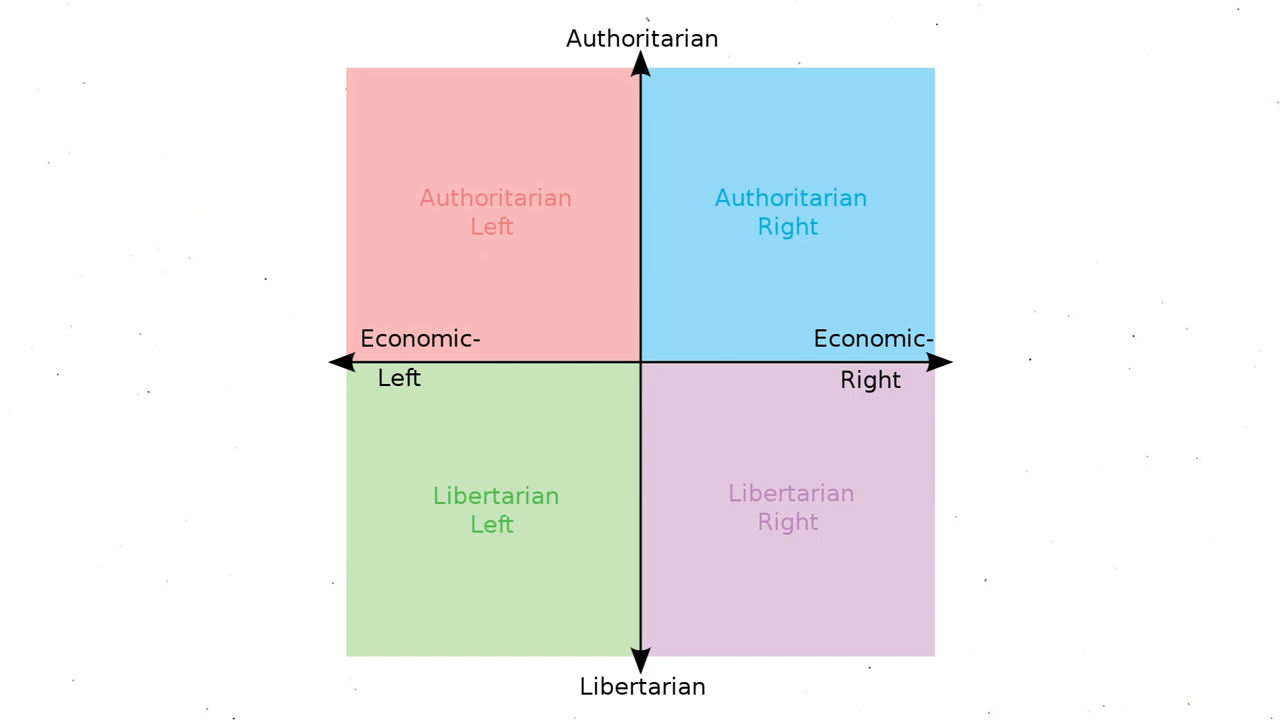 Authoritarian
Authoritarian
Left
Authoritarian
Right
Economic-
Left
Economic-
Right
Libertarian
Left
Libertarian
Right
Libertarian